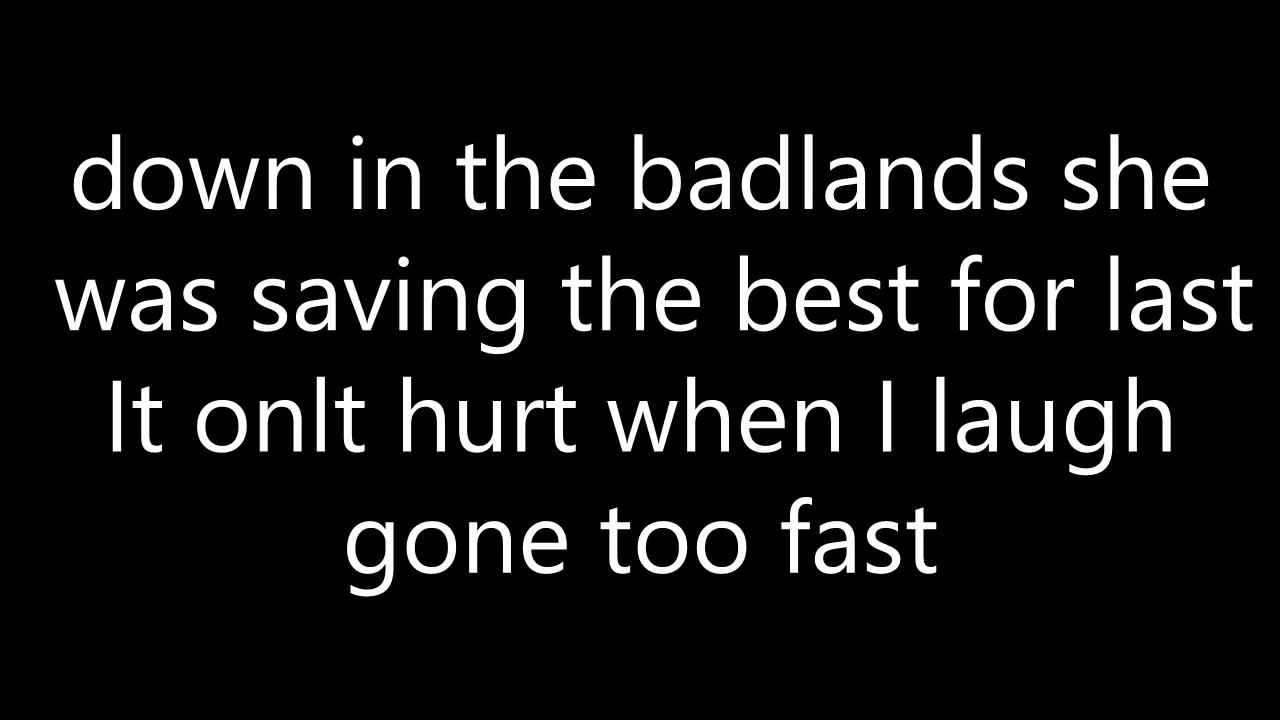 down in the badlands she
was saving the best for last
It onlt hurt when I laugh
gone too fast